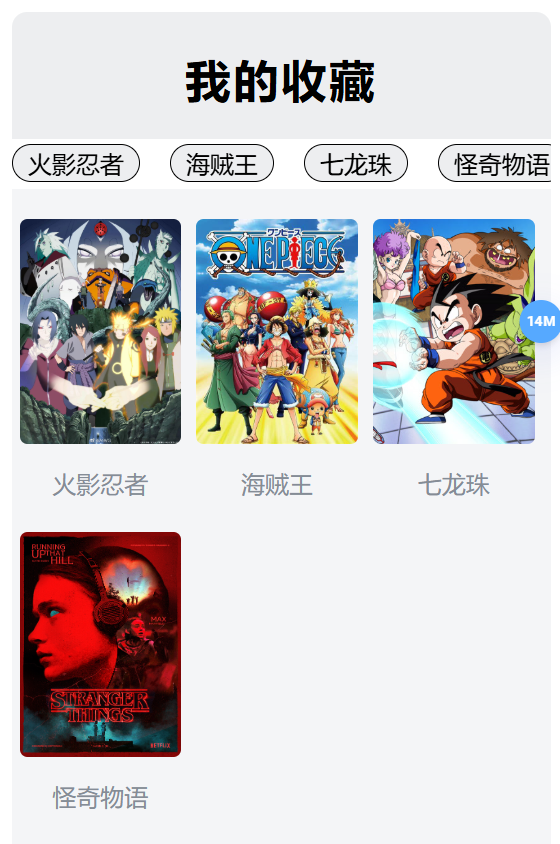 我的收藏
火影忍者 海贼王 七龙珠 怪奇物语
ワンピース
ONE PIECE
14M
火影忍者 海贼王 七龙珠
RUNNING
UP THAT
HILL
MAX
STRANGER
THINGS
NETFLIX
怪奇物语